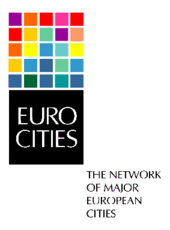 EURO
CITIES
THE NETWORK
OF MAJOR
EUROPEAN
CITIES